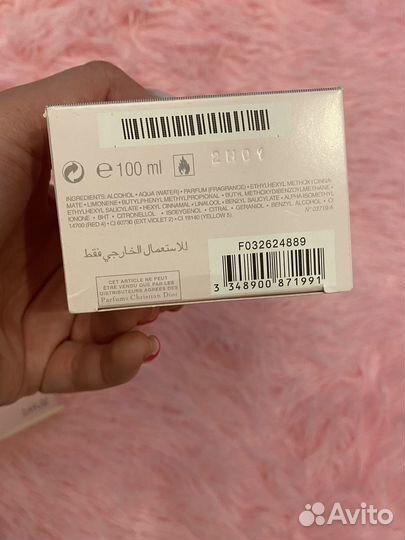 ℮ 100 ml 2H01
INGREDIENTS: ALCOHOL • AQUA (WATER) • PARFUM (FRAGRANCE) • ETHYLHEXYL METHOXYCINNA-
MATE • LIMONENE • BUTYLPHENYL METHYLPROPIONAL • BUTYL METHOXYDIBENZOYLMETHANE •
ETHYLHEXYL SALICYLATE • HEXYL CINNAMAL • LINALOOL • CITRAL • ALPHA-ISOMETHYL
IONONE • BHT • CITRONELLOL • ISOEUGENOL • CITRAL • GERANIOL • BENZYL ALCOHOL • CI
14700 (RED 4) • CI 60730 (EXT VIOLET 2) • CI 19140 (YELLOW 5). N° 03719/A
للاستعمال الخارجي فقط
F032624889
CET ARTICLE NE PEUT
ÊTRE VENDU QUE PAR LES
DISTRIBUTEURS AGRÉÉS DES
Parfums Christian Dior
3 348900 871991
Avito